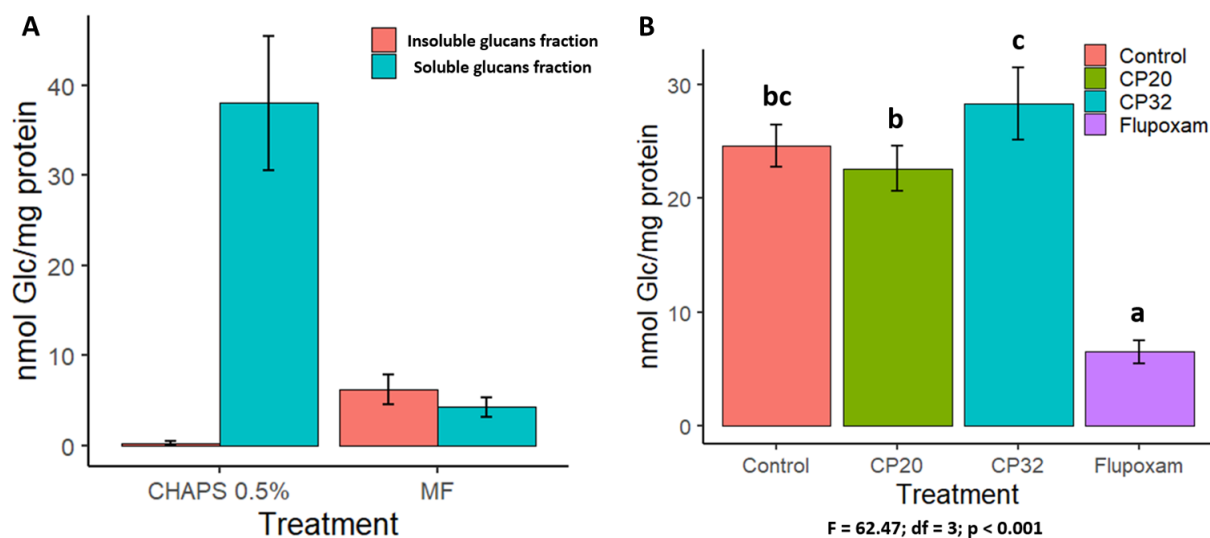 A
Insoluble glucans fraction
Soluble glucans fraction
nmol Glc/mg protein
40
30
20
10
0
CHAPS 0.5%
MF
Treatment
B
Control
CP20
CP32
Flupoxam
nmol Glc/mg protein
30
20
10
0
bc
b
c
a
Control
CP20
CP32
Flupoxam
Treatment
F = 62.47; df = 3; p < 0.001